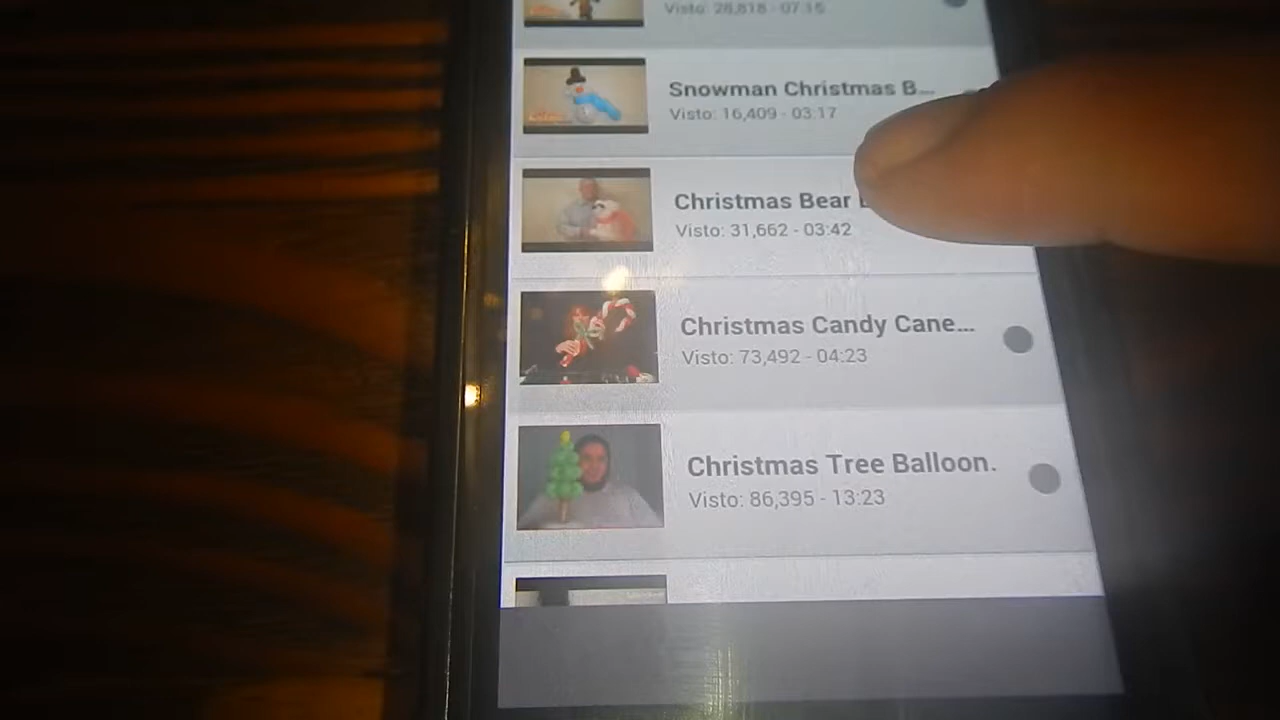 Visto: 28,818 - 07:16
Snowman Christmas B...
Visto: 16,409 - 03:17
Christmas Bear
Visto: 31,662 - 03:42
Christmas Candy Cane...
Visto: 73,492 - 04:23
Christmas Tree Balloon.
Visto: 86,395 - 13:23